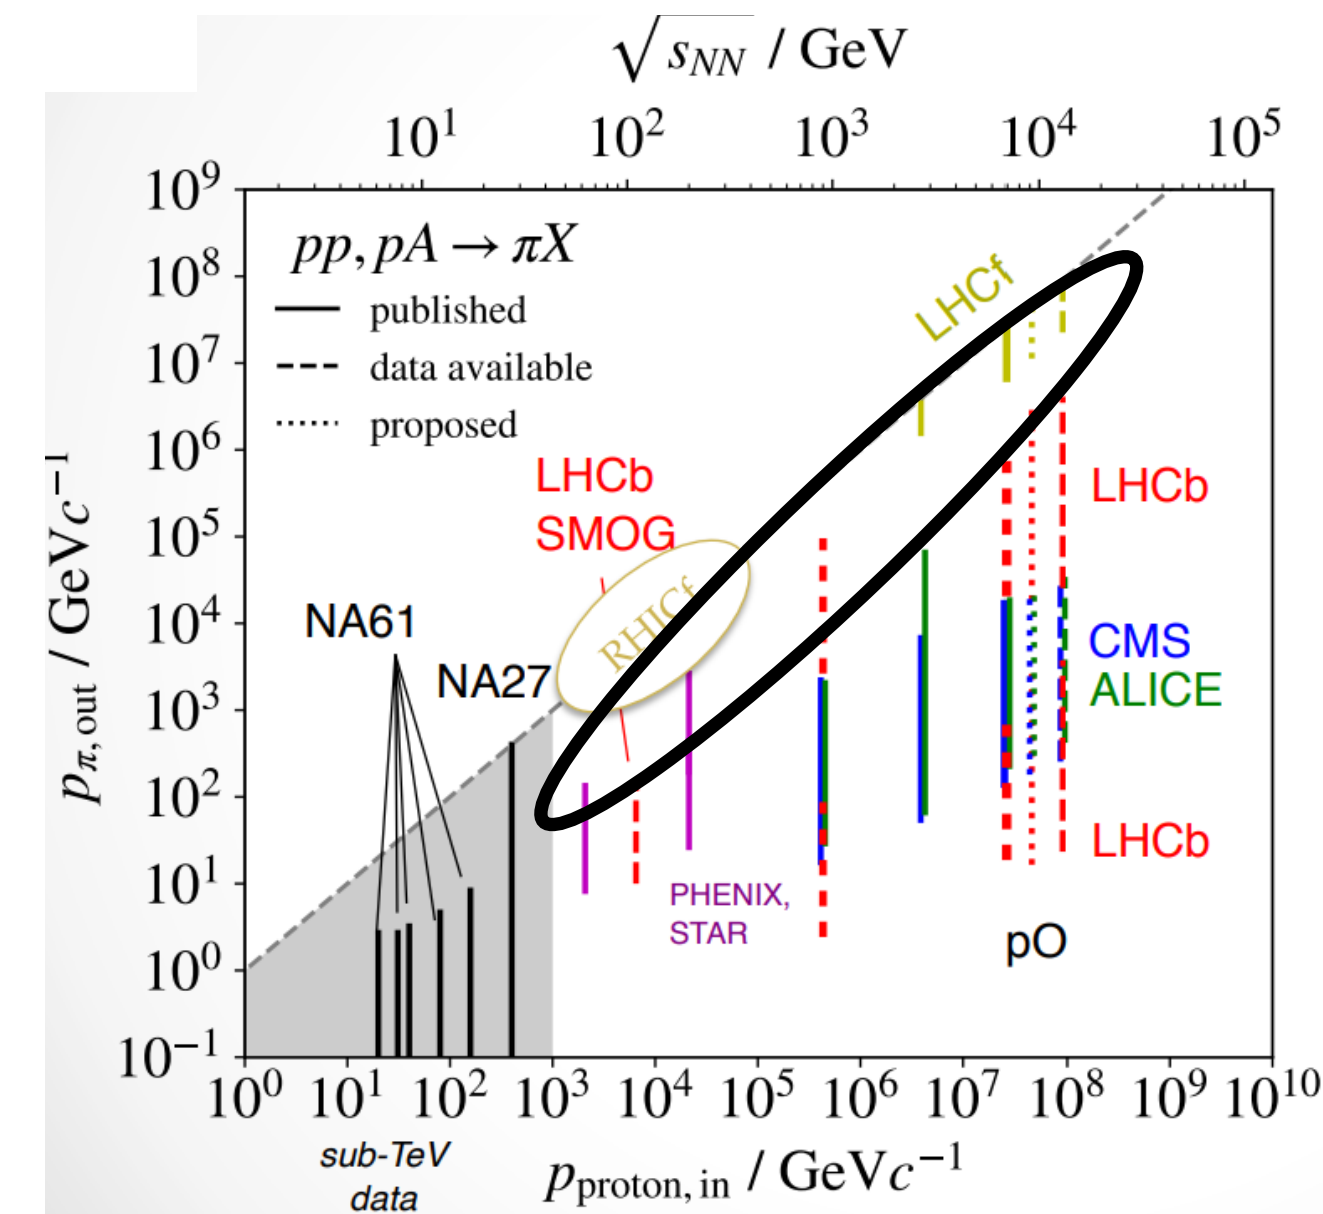 √s_NN / GeV
10^1 10^2 10^3 10^4 10^5
10^9
10^8
10^7
10^6
10^5
10^4
10^3
10^2
10^1
10^0
10^−1
p_π,out / GeVc^−1
pp, pA → πX
published
data available
proposed
LHCf
LHCb
SMOG
RHICf
NA61
NA27
LHCb
CMS
ALICE
LHCb
PHENIX,
STAR
pO
10^0 10^1 10^2 10^3 10^4 10^5 10^6 10^7 10^8 10^9 10^10
sub-TeV
data
p_proton,in / GeVc^−1